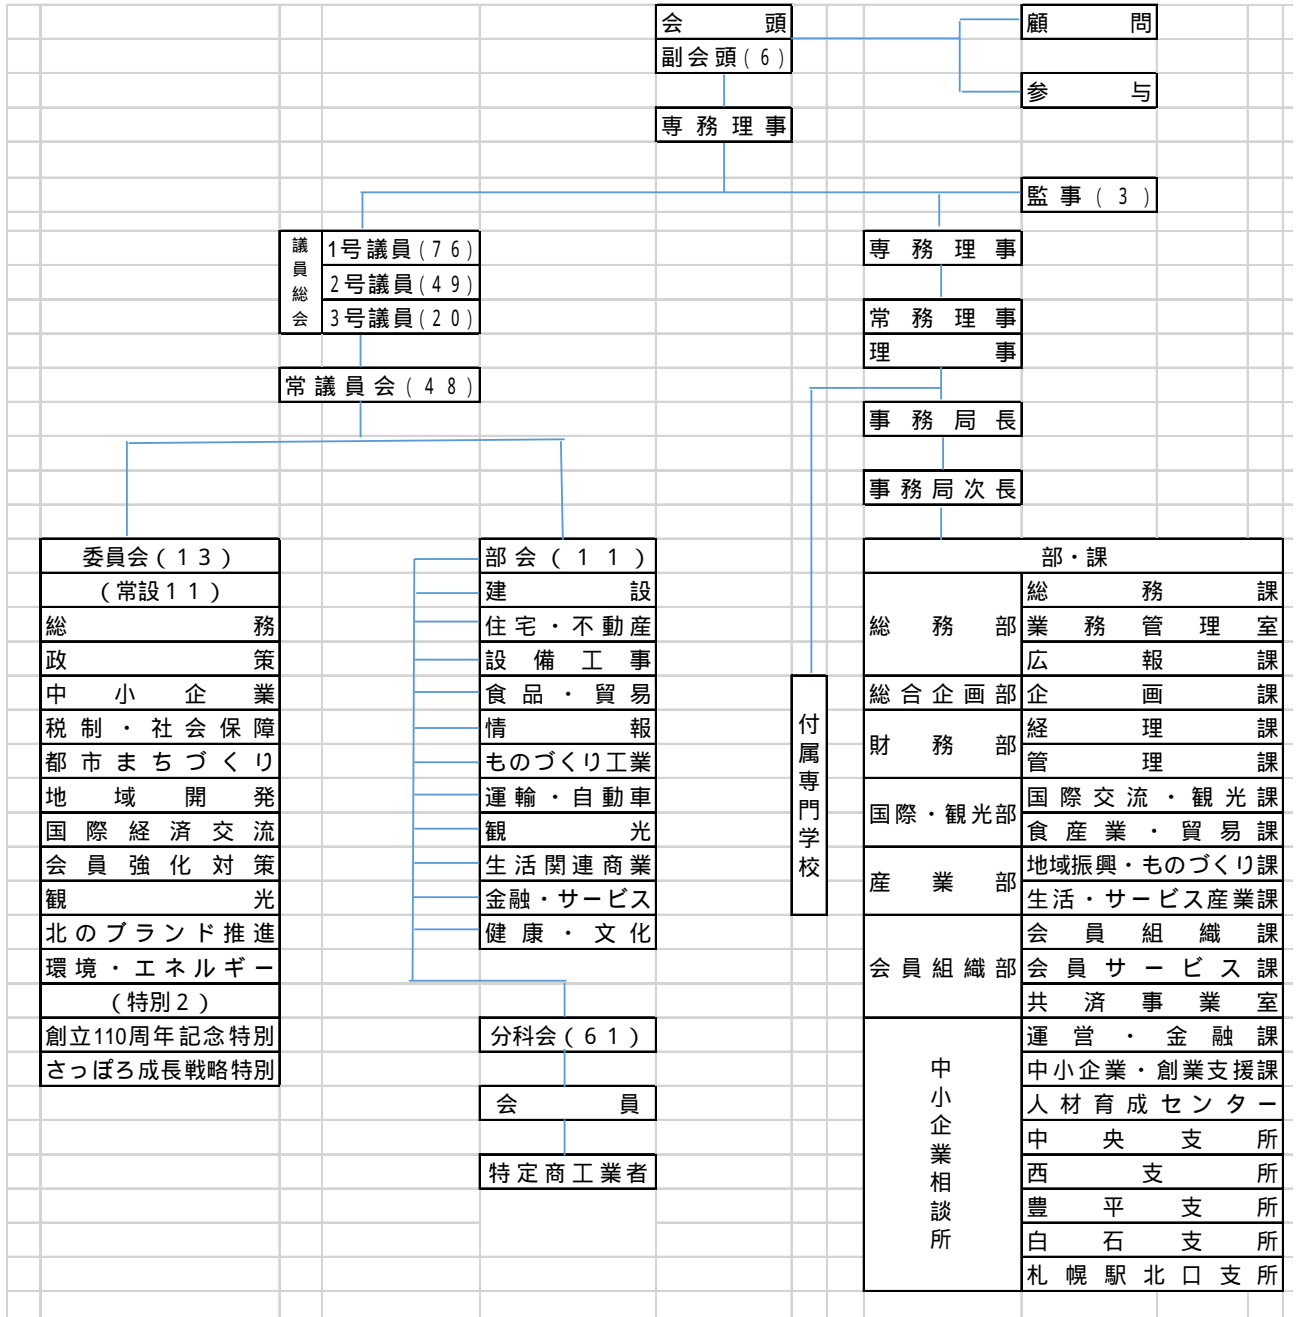 会頭
副会頭(6)
顧問
参与
専務理事
監事(3)
議員総会
1号議員(76)
2号議員(49)
3号議員(20)
常議員会(48)
専務理事
常務理事
理事
事務局長
事務局次長
委員会(13)
(常設11)
総務
政策
中小企業
税制・社会保障
都市まちづくり
地域開発
国際経済交流
会員強化対策
観光
北のブランド推進
環境・エネルギー
(特別2)
創立110周年記念特別
さっぽろ成長戦略特別
部会(11)
建設
住宅・不動産
設備工事
食品・貿易
情報
ものづくり工業
運輸・自動車
観光
生活関連商業
金融・サービス
健康・文化
分科会(61)
会員
特定商工業者
付属専門学校
部・課
総務部
総務課
業務管理室
広報課
総合企画部
企画課
財務部
経理課
管理課
国際・観光部
国際交流・観光課
食産業・貿易課
産業部
地域振興・ものづくり課
生活・サービス産業課
会員組織部
会員組織課
会員サービス課
共済事業室
中小企業相談所
運営・金融課
中小企業・創業支援課
人材育成センター
中央支所
西支所
豊平支所
白石支所
札幌駅北口支所